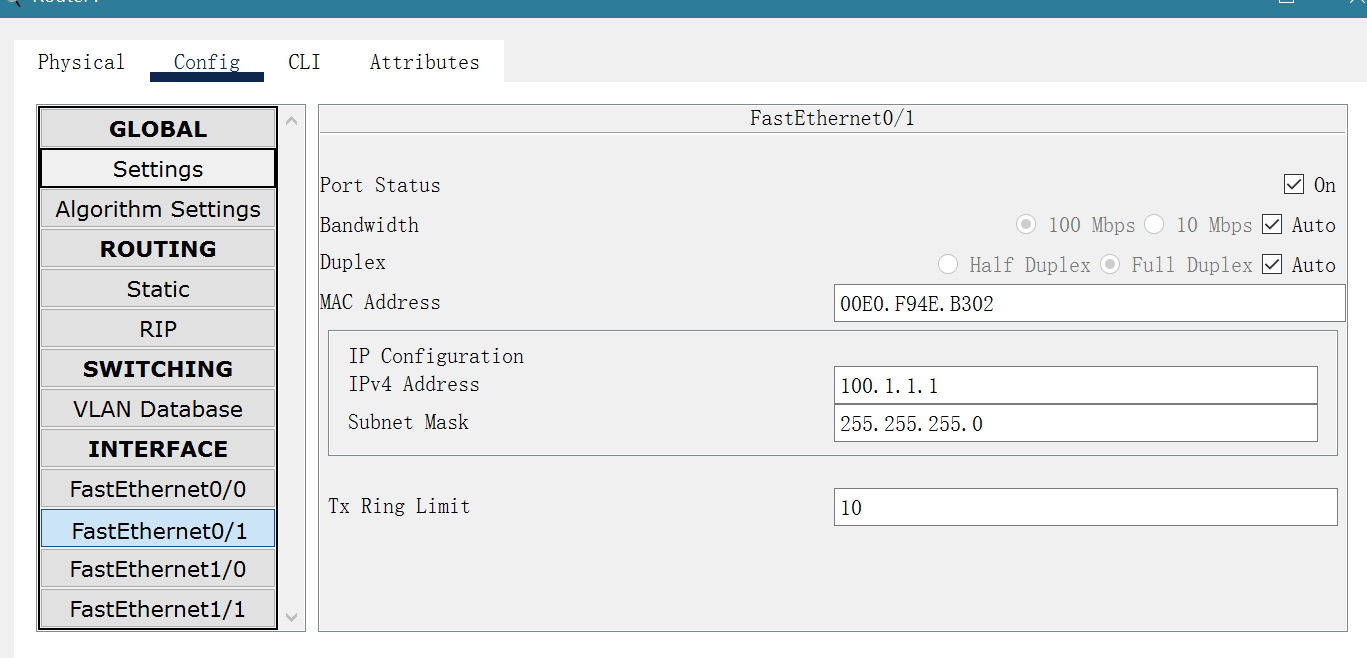 Physical Config CLI Attributes
GLOBAL
Settings
Algorithm Settings
ROUTING
Static
RIP
SWITCHING
VLAN Database
INTERFACE
FastEthernet0/0
FastEthernet0/1
FastEthernet1/0
FastEthernet1/1
FastEthernet0/1
Port Status On
Bandwidth 100 Mbps 10 Mbps Auto
Duplex Half Duplex Full Duplex Auto
MAC Address 00E0.F94E.B302
IP Configuration
IPv4 Address 100.1.1.1
Subnet Mask 255.255.255.0
Tx Ring Limit 10